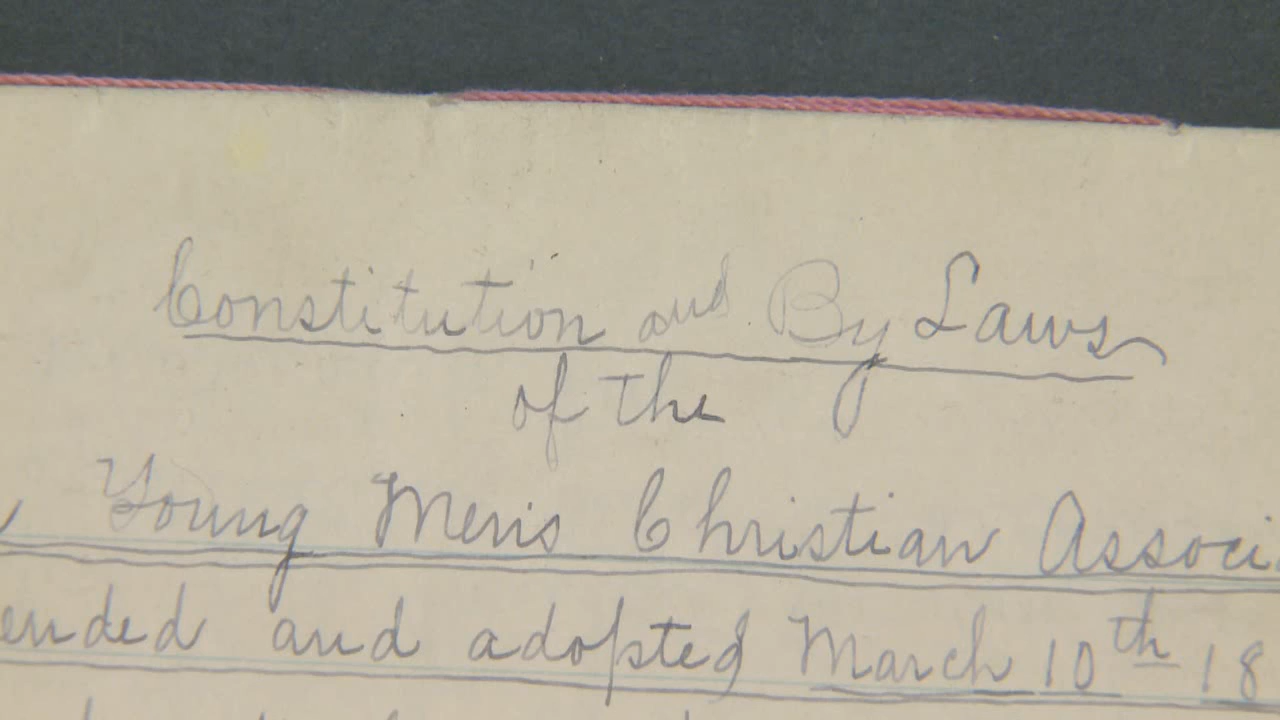 Constitution and By Laws
of the
Young Men's Christian Associ
ended and adopted March 10th 18